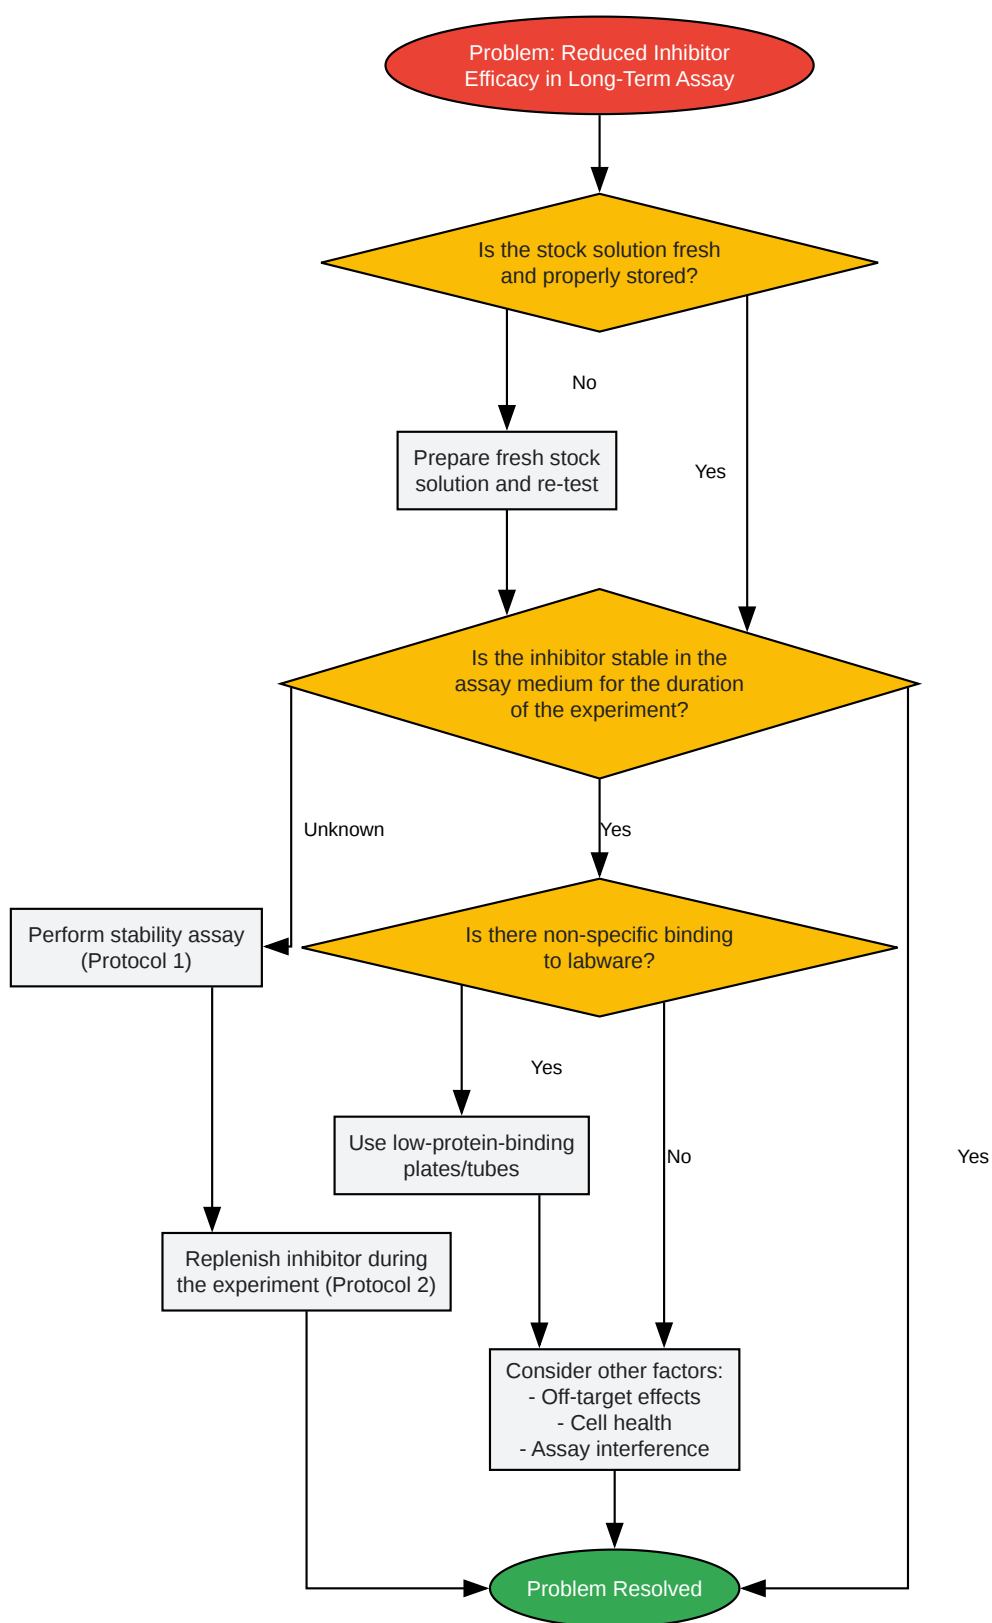 Problem: Reduced Inhibitor
Efficacy in Long-Term Assay
Is the stock solution fresh
and properly stored?
No
Prepare fresh stock
solution and re-test
Yes
Is the inhibitor stable in the
assay medium for the duration
of the experiment?
Unknown
Yes
Perform stability assay
(Protocol 1)
Is there non-specific binding
to labware?
Yes
Use low-protein-binding
plates/tubes
No
Yes
Replenish inhibitor during
the experiment (Protocol 2)
Consider other factors:
- Off-target effects
- Cell health
- Assay interference
Problem Resolved